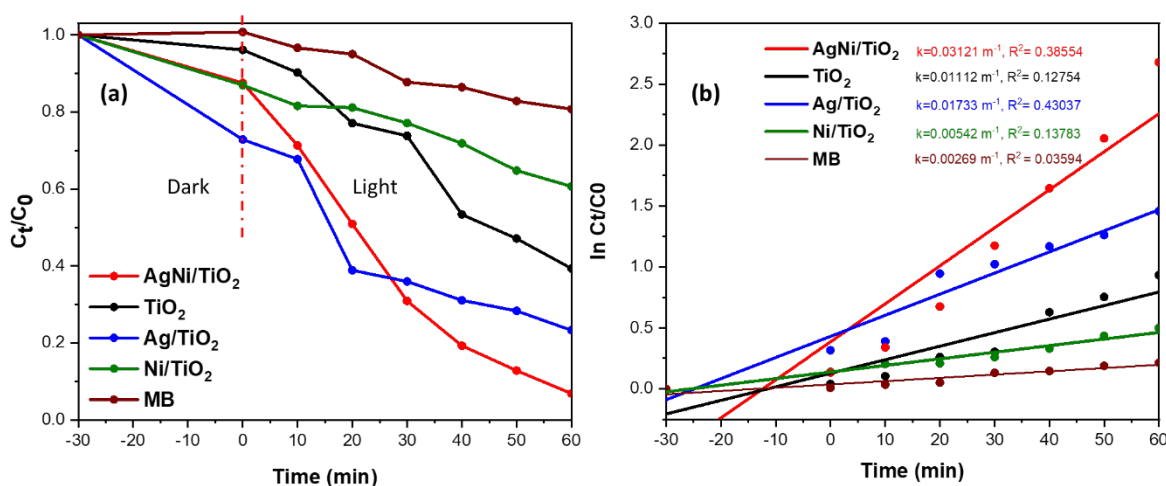 (a)
Dark
Light
AgNi/TiO₂
TiO₂
Ag/TiO₂
Ni/TiO₂
MB
Cₜ/C₀
1.0
0.8
0.6
0.4
0.2
0.0
-30
-20
-10
0
10
20
30
40
50
60
Time (min)
(b)
AgNi/TiO₂ k=0.03121 m⁻¹, R²= 0.38554
TiO₂ k=0.01112 m⁻¹, R²= 0.12754
Ag/TiO₂ k=0.01733 m⁻¹, R²= 0.43037
Ni/TiO₂ k=0.00542 m⁻¹, R²= 0.13783
MB k=0.00269 m⁻¹, R² = 0.03594
ln Ct/C0
3.0
2.5
2.0
1.5
1.0
0.5
0.0
-30
-20
-10
0
10
20
30
40
50
60
Time (min)